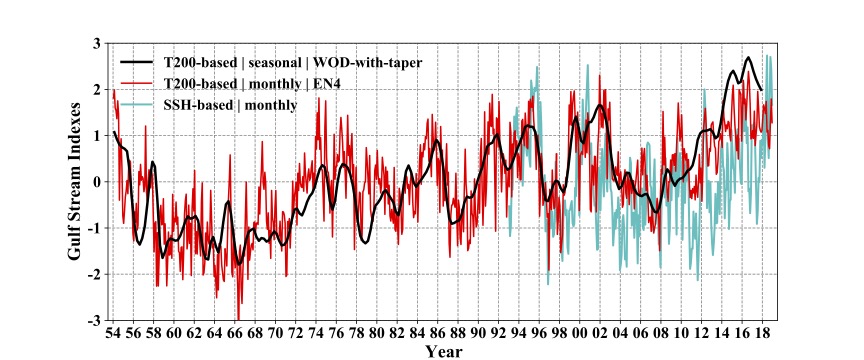 3
2
1
0
-1
-2
-3
Gulf Stream Indexes
T200-based | seasonal | WOD-with-taper
T200-based | monthly | EN4
SSH-based | monthly
54 56 58 60 62 64 66 68 70 72 74 76 78 80 82 84 86 88 90 92 94 96 98 00 02 04 06 08 10 12 14 16 18
Year